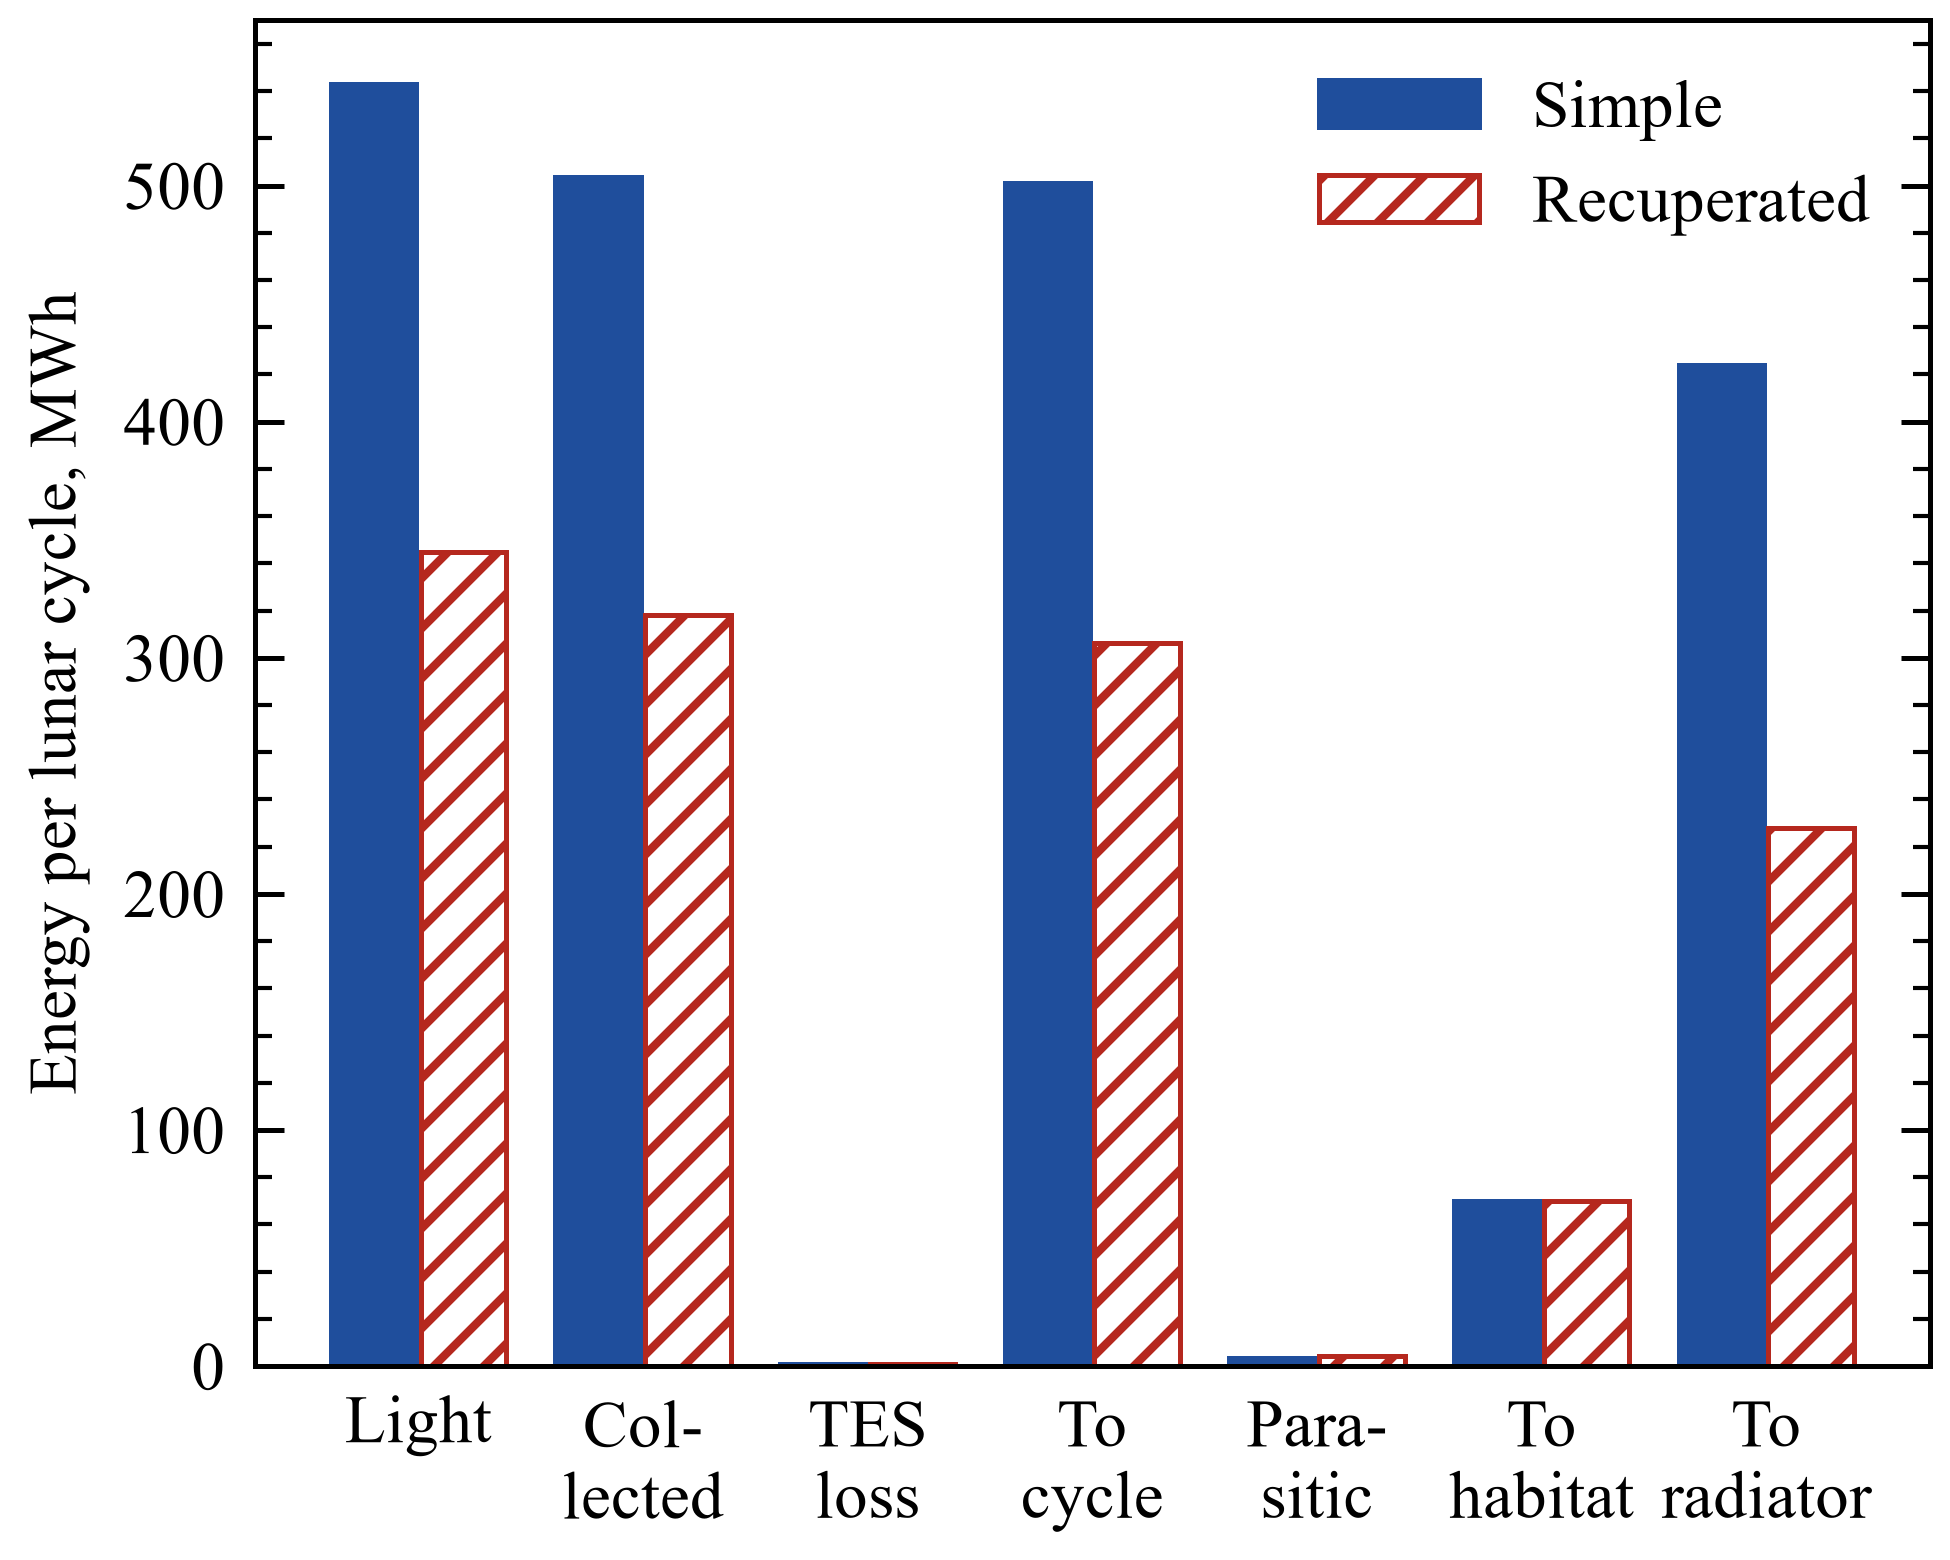 Energy per lunar cycle, MWh
500
400
300
200
100
0
Simple
Recuperated
Light
Col-
lected
TES
loss
To
cycle
Para-
sitic
To
habitat
To
radiator